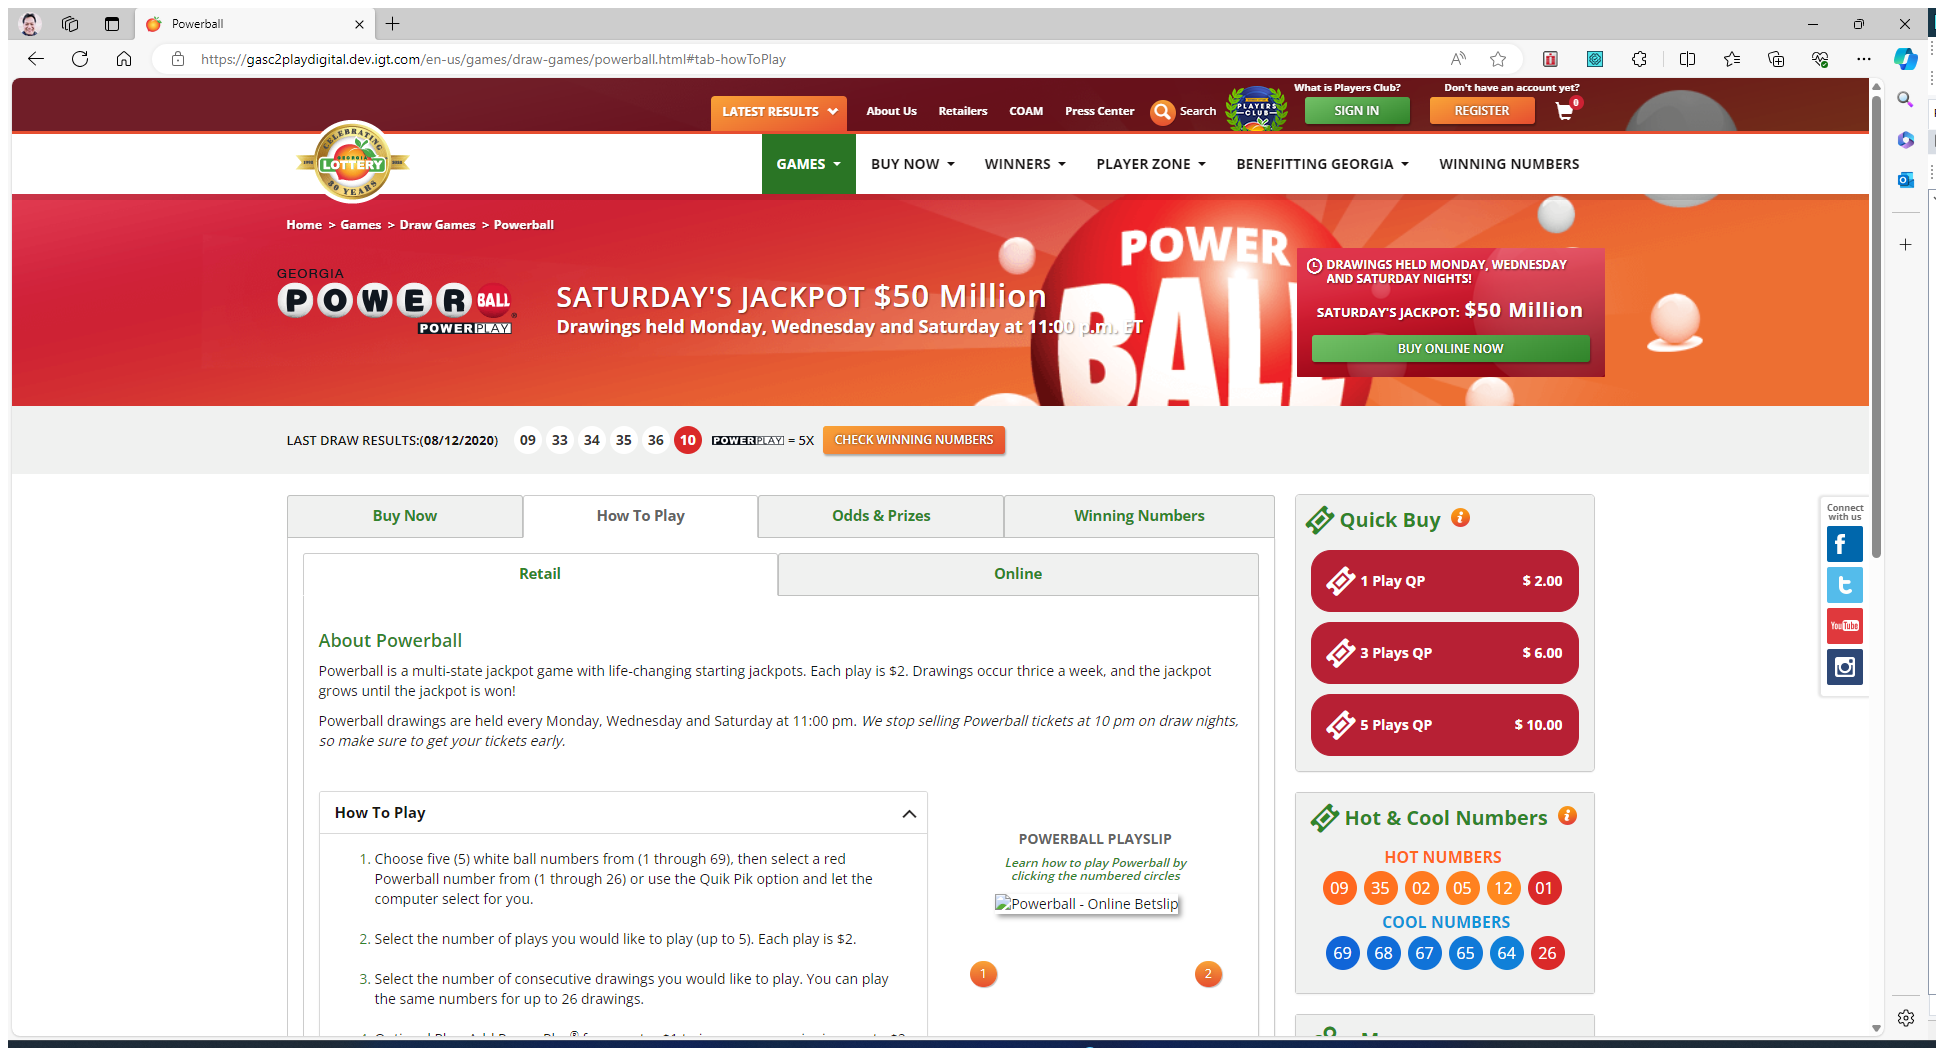 Powerball
https://gasc2playdigital.dev.igt.com/en-us/games/draw-games/powerball.html#tab-howToPlay
LATEST RESULTS
About Us
Retailers
COAM
Press Center
Search
PLAYERS CLUB
What is Players Club?
SIGN IN
Don't have an account yet?
REGISTER
0
CELEBRATING
GEORGIA
LOTTERY
30 YEARS
GAMES
BUY NOW
WINNERS
PLAYER ZONE
BENEFITTING GEORGIA
WINNING NUMBERS
Home > Games > Draw Games > Powerball
GEORGIA
POWERBALL
POWERPLAY
SATURDAY'S JACKPOT $50 Million
Drawings held Monday, Wednesday and Saturday at 11:00 p.m. ET
POWER
BALL
DRAWINGS HELD MONDAY, WEDNESDAY
AND SATURDAY NIGHTS!
SATURDAY'S JACKPOT: $50 Million
BUY ONLINE NOW
LAST DRAW RESULTS:(08/12/2020) 09 33 34 35 36 10 POWERPLAY = 5X CHECK WINNING NUMBERS
Buy Now
How To Play
Odds & Prizes
Winning Numbers
Retail
Online
About Powerball
Powerball is a multi-state jackpot game with life-changing starting jackpots. Each play is $2. Drawings occur thrice a week, and the jackpot
grows until the jackpot is won!
Powerball drawings are held every Monday, Wednesday and Saturday at 11:00 pm. We stop selling Powerball tickets at 10 pm on draw nights,
so make sure to get your tickets early.
How To Play
1. Choose five (5) white ball numbers from (1 through 69), then select a red
Powerball number from (1 through 26) or use the Quik Pik option and let the
computer select for you.
2. Select the number of plays you would like to play (up to 5). Each play is $2.
3. Select the number of consecutive drawings you would like to play. You can play
the same numbers for up to 26 drawings.
POWERBALL PLAYSLIP
Learn how to play Powerball by
clicking the numbered circles
Powerball - Online Betslip
1
2
Quick Buy
1 Play QP $ 2.00
3 Plays QP $ 6.00
5 Plays QP $ 10.00
Hot & Cool Numbers
HOT NUMBERS
09 35 02 05 12 01
COOL NUMBERS
69 68 67 65 64 26
Connect
with us
YouTube